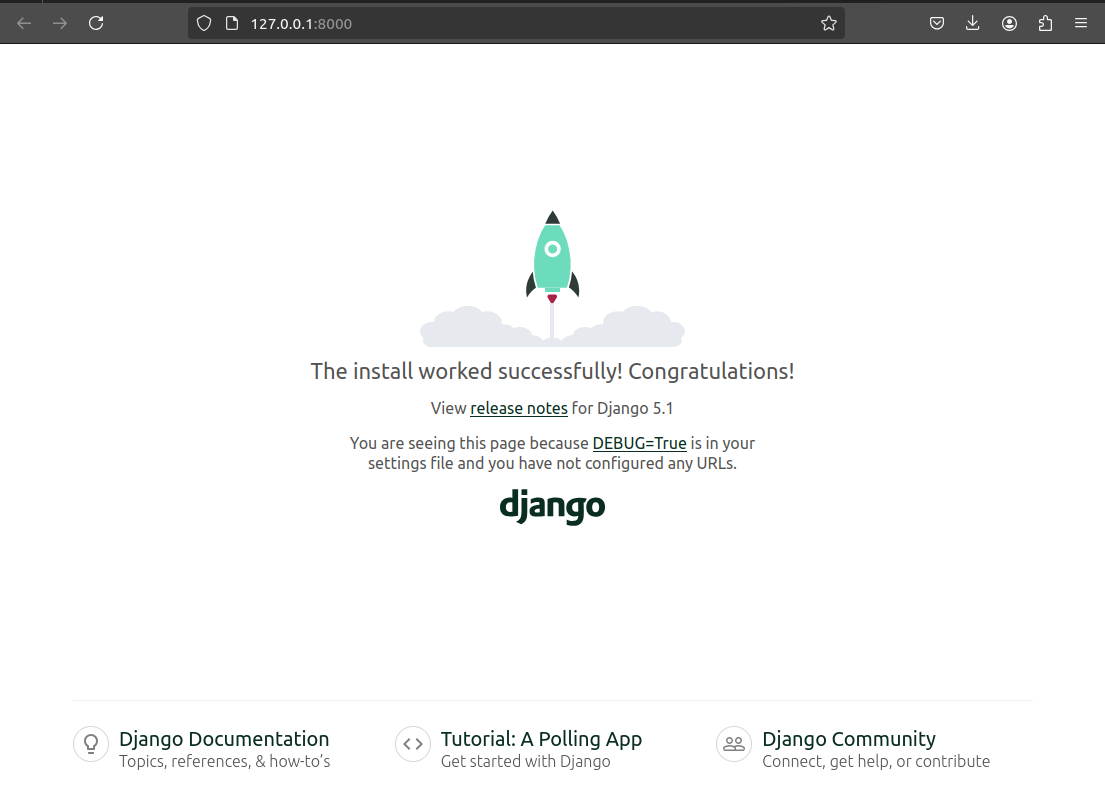 127.0.0.1:8000
The install worked successfully! Congratulations!
View release notes for Django 5.1
You are seeing this page because DEBUG=True is in your
settings file and you have not configured any URLs.
django
Django Documentation
Topics, references, & how-to’s
Tutorial: A Polling App
Get started with Django
Django Community
Connect, get help, or contribute